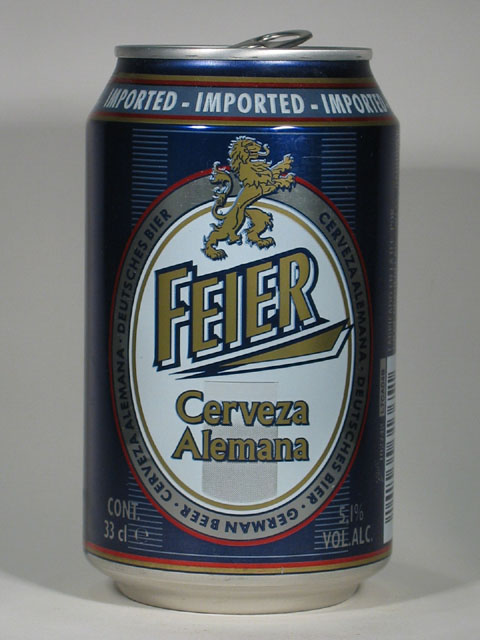 IMPORTED - IMPORTED - IMPORTED
CERVEZA ALEMANA · DEUTSCHES BIER
CERVEZA ALEMANA · DEUTSCHES BIER · GERMAN BEER ·
FEIER
Cerveza
Alemana
CONT.
33 cl e
5,1%
VOL ALC.